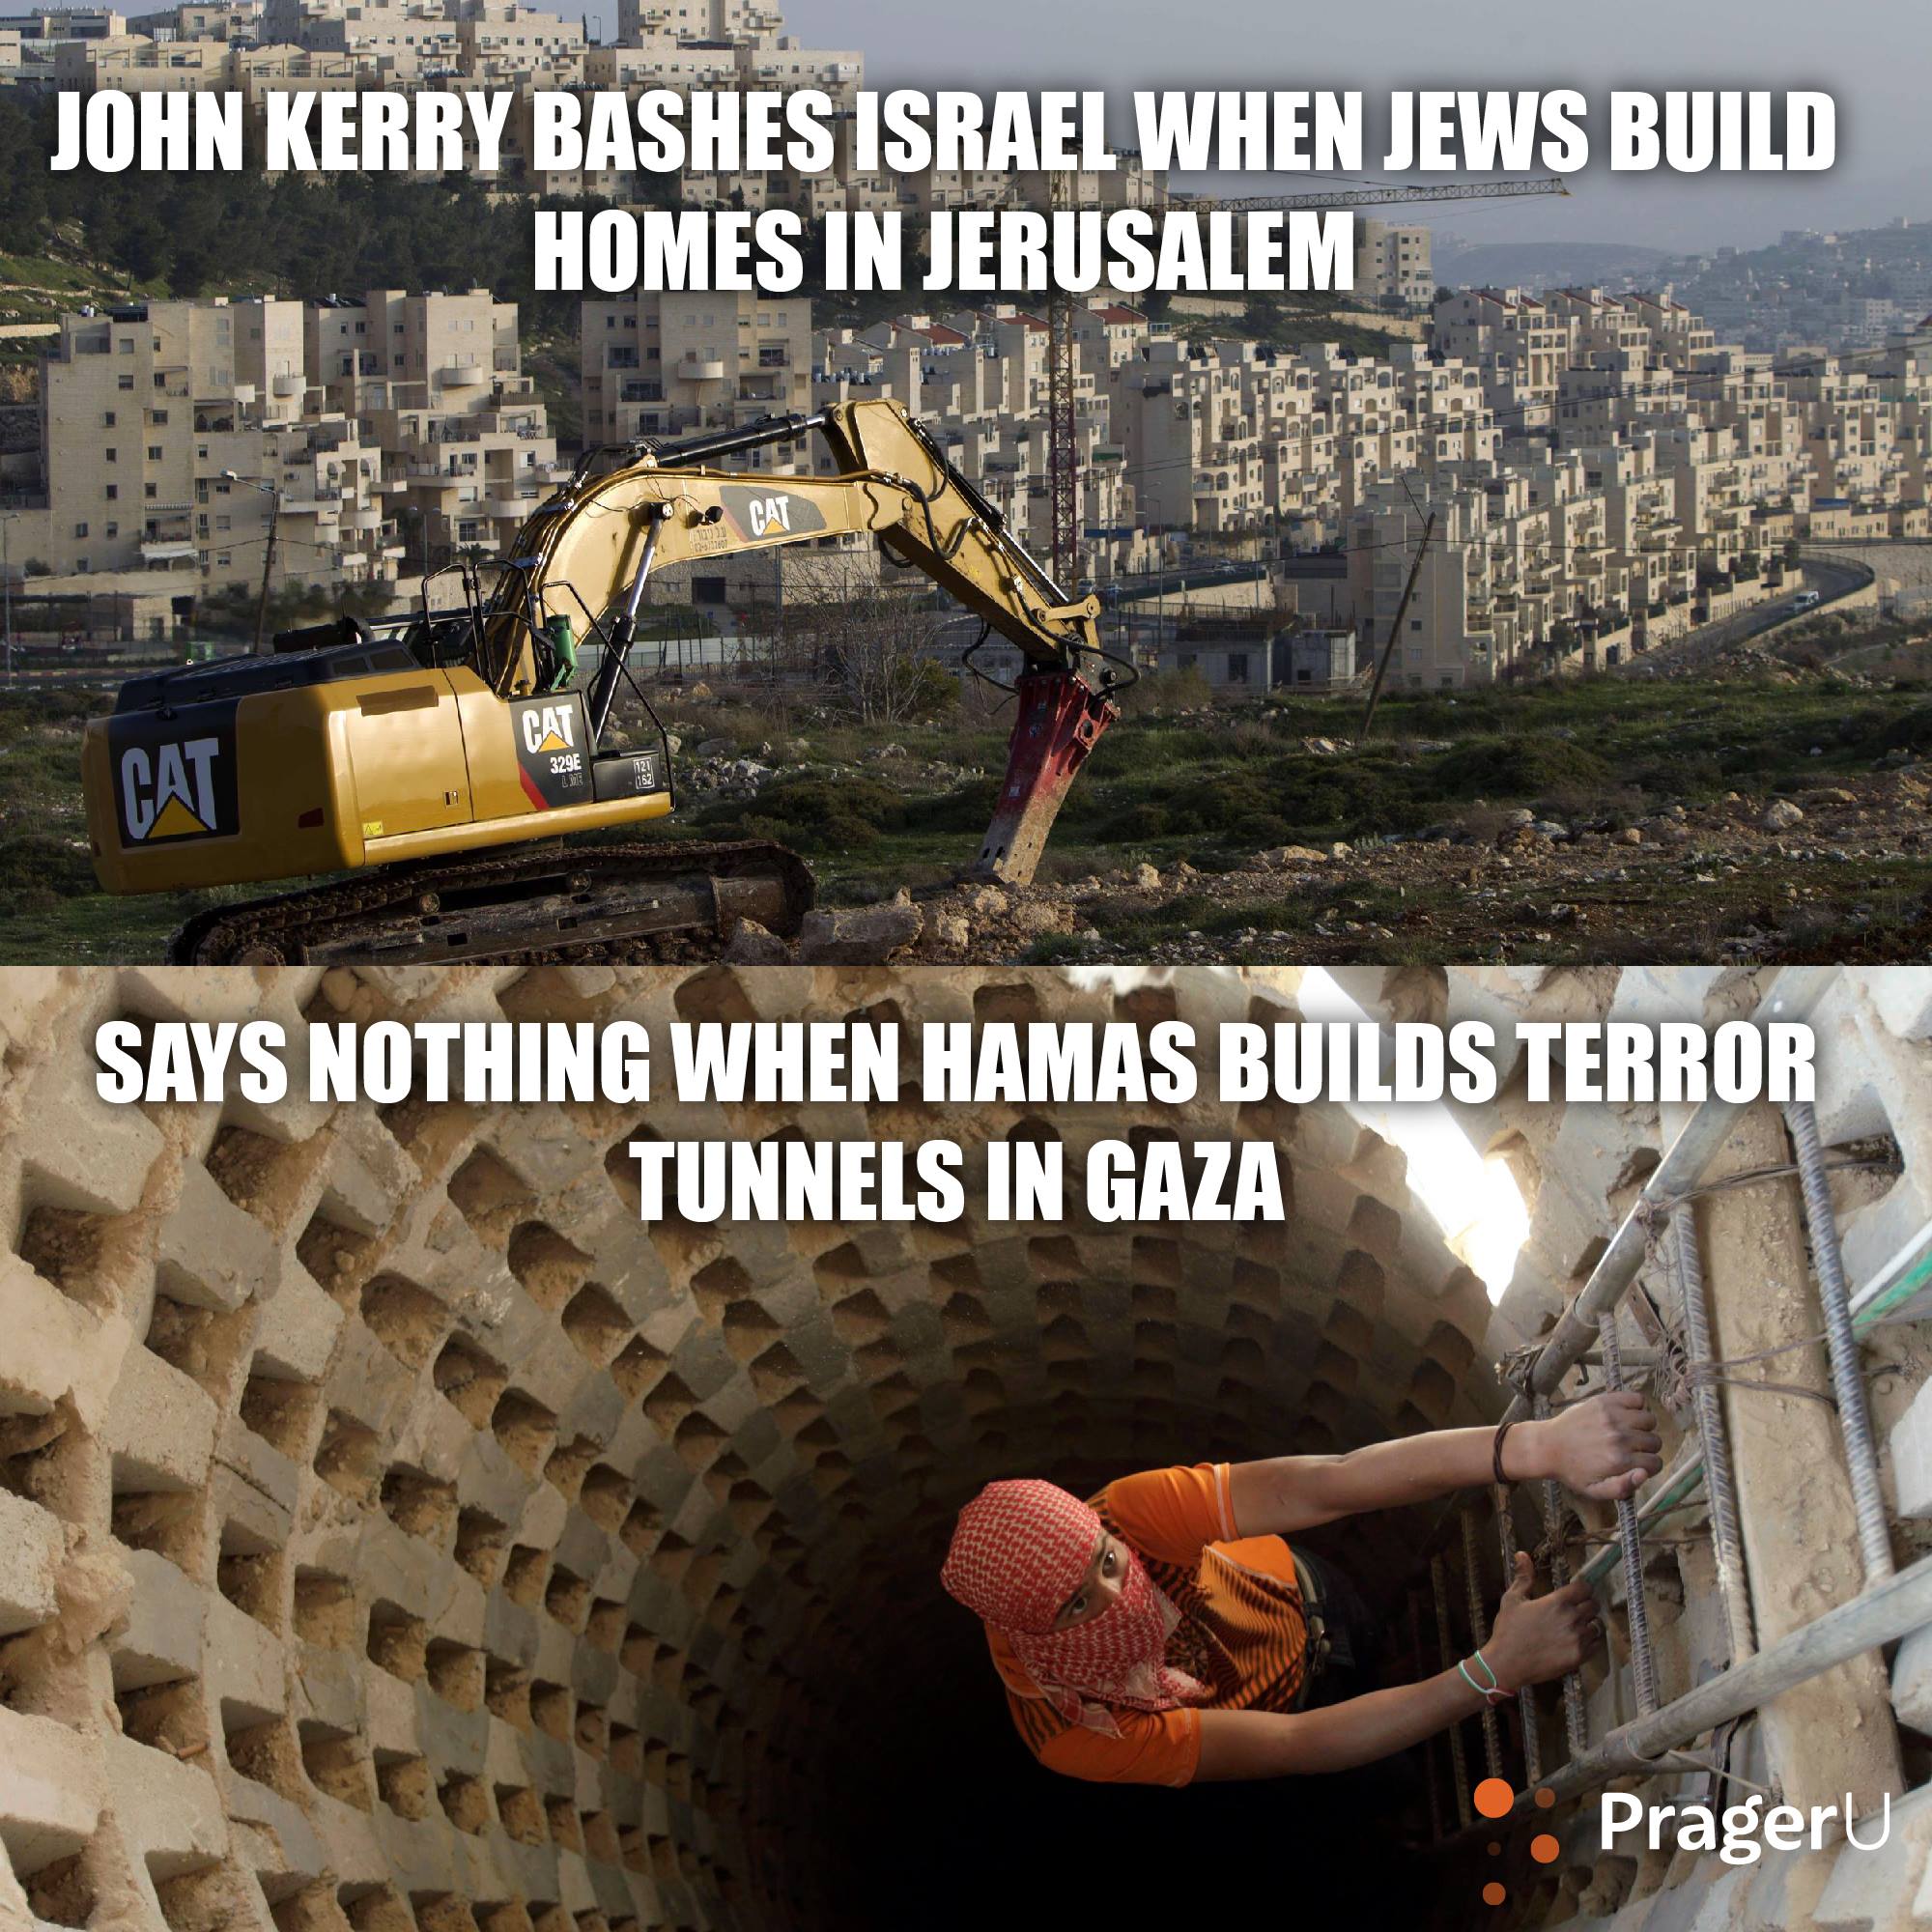 JOHN KERRY BASHES ISRAEL WHEN JEWS BUILD
HOMES IN JERUSALEM
CAT
CAT
CAT
329E
SAYS NOTHING WHEN HAMAS BUILDS TERROR
TUNNELS IN GAZA
PragerU